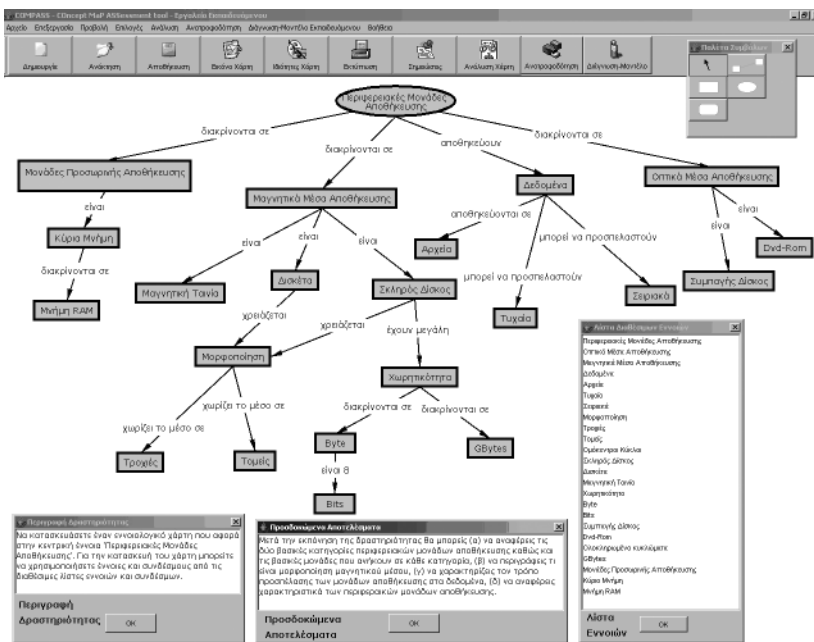 COMPASS - COncept MaP ASSessment tool - Εργαλείο Εκπαιδευόμενου
Αρχείο Επεξεργασία Προβολή Επιλογές Ανάλυση Ανατροφοδότηση Διάγνωση-Μοντέλο Εκπαιδευόμενου Βοήθεια
Δημιουργία Ανάκτηση Αποθήκευση Εικόνα Χάρτη Ιδιότητες Χάρτη Εκτύπωση Σημειώσεις Ανάλυση Χάρτη Ανατροφοδότηση Διάγνωση-Μοντέλο
Παλέτα Συμβόλων
Περιφερειακές Μονάδες
Αποθήκευσης
διακρίνονται σε
διακρίνονται σε
αποθηκεύουν
διακρίνονται σε
Μονάδες Προσωρινής Αποθήκευσης
Μαγνητικά Μέσα Αποθήκευσης
Δεδομένα
Οπτικά Μέσα Αποθήκευσης
είναι
αποθηκεύονται σε
είναι
είναι
Κύρια Μνήμη
είναι
είναι
είναι
Αρχεία
μπορεί να προσπελαστούν
Dvd-Rom
διακρίνονται σε
μπορεί να προσπελαστούν
Μνήμη RAM
Μαγνητική Ταινία
Δισκέτα
Σκληρός Δίσκος
Σειριακά
Συμπαγής Δίσκος
χρειάζεται
χρειάζεται
έχουν μεγάλη
Τυχαία
Μορφοποίηση
Χωρητικότητα
χωρίζει το μέσο σε
χωρίζει το μέσο σε
διακρίνονται σε
διακρίνονται σε
Τροχιές
Τομείς
Byte
GBytes
είναι 8
Bits
Λίστα Διαθέσιμων Εννοιών
Περιφερειακές Μονάδες Αποθήκευσης
Οπτικά Μέσα Αποθήκευσης
Μαγνητικά Μέσα Αποθήκευσης
Δεδομένα
Αρχεία
Τυχαία
Σειριακά
Μορφοποίηση
Τροχιές
Τομείς
Ομόκεντροι Κύκλοι
Σκληρός Δίσκος
Δισκέτα
Μαγνητική Ταινία
Χωρητικότητα
Byte
Bits
Συμπαγής Δίσκος
Dvd-Rom
Ολοκληρωμένα κυκλώματα
GBytes
Μονάδες Προσωρινής Αποθήκευσης
Κύρια Μνήμη
Μνήμη RAM
Λίστα
Εννοιών
OK
Περιγραφή Δραστηριότητας
Να κατασκευάσετε έναν εννοιολογικό χάρτη που αφορά
στην κεντρική έννοια 'Περιφερειακές Μονάδες
Αποθήκευσης'. Για την κατασκευή του χάρτη μπορείτε
να χρησιμοποιήσετε έννοιες και συνδέσμους από τις
διαθέσιμες λίστες εννοιών και συνδέσμων.
Περιγραφή
Δραστηριότητας
OK
Προσδοκώμενα Αποτελέσματα
Μετά την εκπόνηση της δραστηριότητας θα μπορείς (α) να αναφέρεις τις
δύο βασικές κατηγορίες περιφερειακών μονάδων αποθήκευσης καθώς και
τις βασικές μονάδες που ανήκουν σε κάθε κατηγορία, (β) να περιγράφεις τι
είναι μορφοποίηση μαγνητικού μέσου, (γ) να χαρακτηρίζεις τον τρόπο
προσπέλασης των μονάδων αποθήκευσης στα δεδομένα, (δ) να αναφέρεις
χαρακτηριστικά των περιφερειακών μονάδων αποθήκευσης.
Προσδοκώμενα
Αποτελέσματα
OK